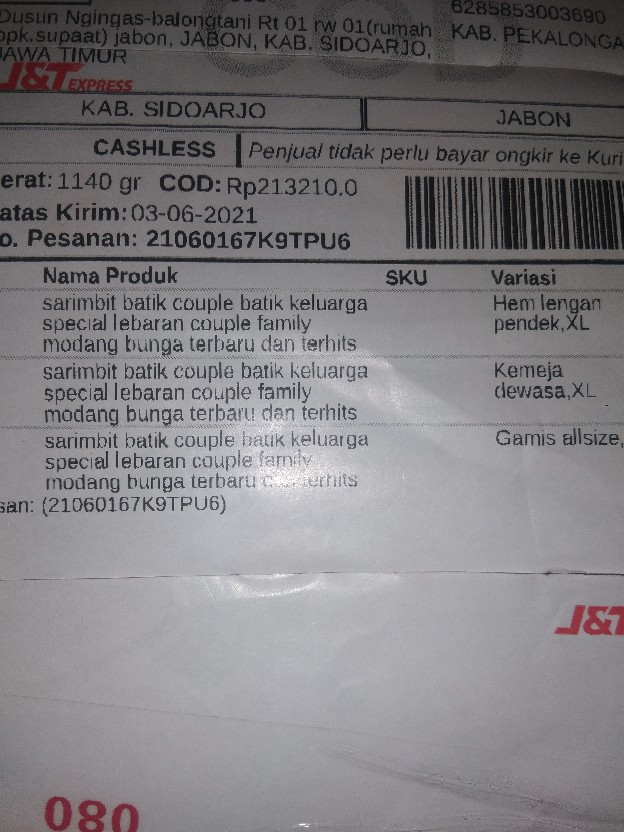 6285853003690
Dusun Ngingas-balongtani Rt 01 rw 01(rumah
bpk.supaat) jabon, JABON, KAB. SIDOARJO,
KAB. PEKALONGA
JAWA TIMUR
COD
J&T EXPRESS
KAB. SIDOARJO
JABON
CASHLESS
Penjual tidak perlu bayar ongkir ke Kuri
erat: 1140 gr COD: Rp213210.0
atas Kirim: 03-06-2021
o. Pesanan: 21060167K9TPU6
Nama Produk SKU Variasi
sarimbit batik couple batik keluarga
special lebaran couple family
modang bunga terbaru dan terhits
Hem lengan
pendek,XL
sarimbit batik couple batik keluarga
special lebaran couple family
modang bunga terbaru dan terhits
Kemeja
dewasa,XL
sarimbit batik couple batik keluarga
special lebaran couple family
modang bunga terbaru terhits
Gamis allsize,
san: (21060167K9TPU6)
J&T
080